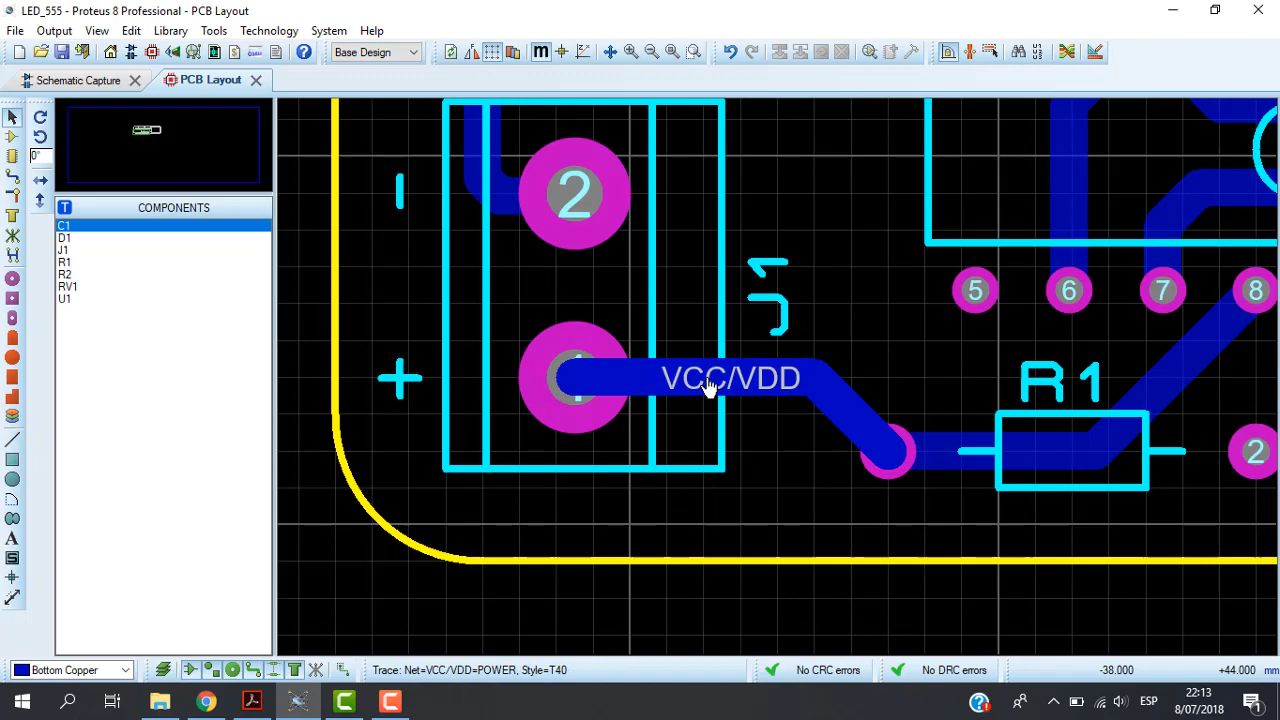 LED_555 - Proteus 8 Professional - PCB Layout
File Output View Edit Library Tools Technology System Help
Base Design
Schematic Capture
PCB Layout
0°
COMPONENTS
C1
D1
J1
R1
R2
RV1
U1
2
1
J1
VCC/VDD
5
6
7
8
R1
2
Bottom Copper
Trace: Net=VCC/VDD=POWER, Style=T40
No CRC errors
No DRC errors
-38.000
+44.000
mm
ESP
22:13
8/07/2018
1